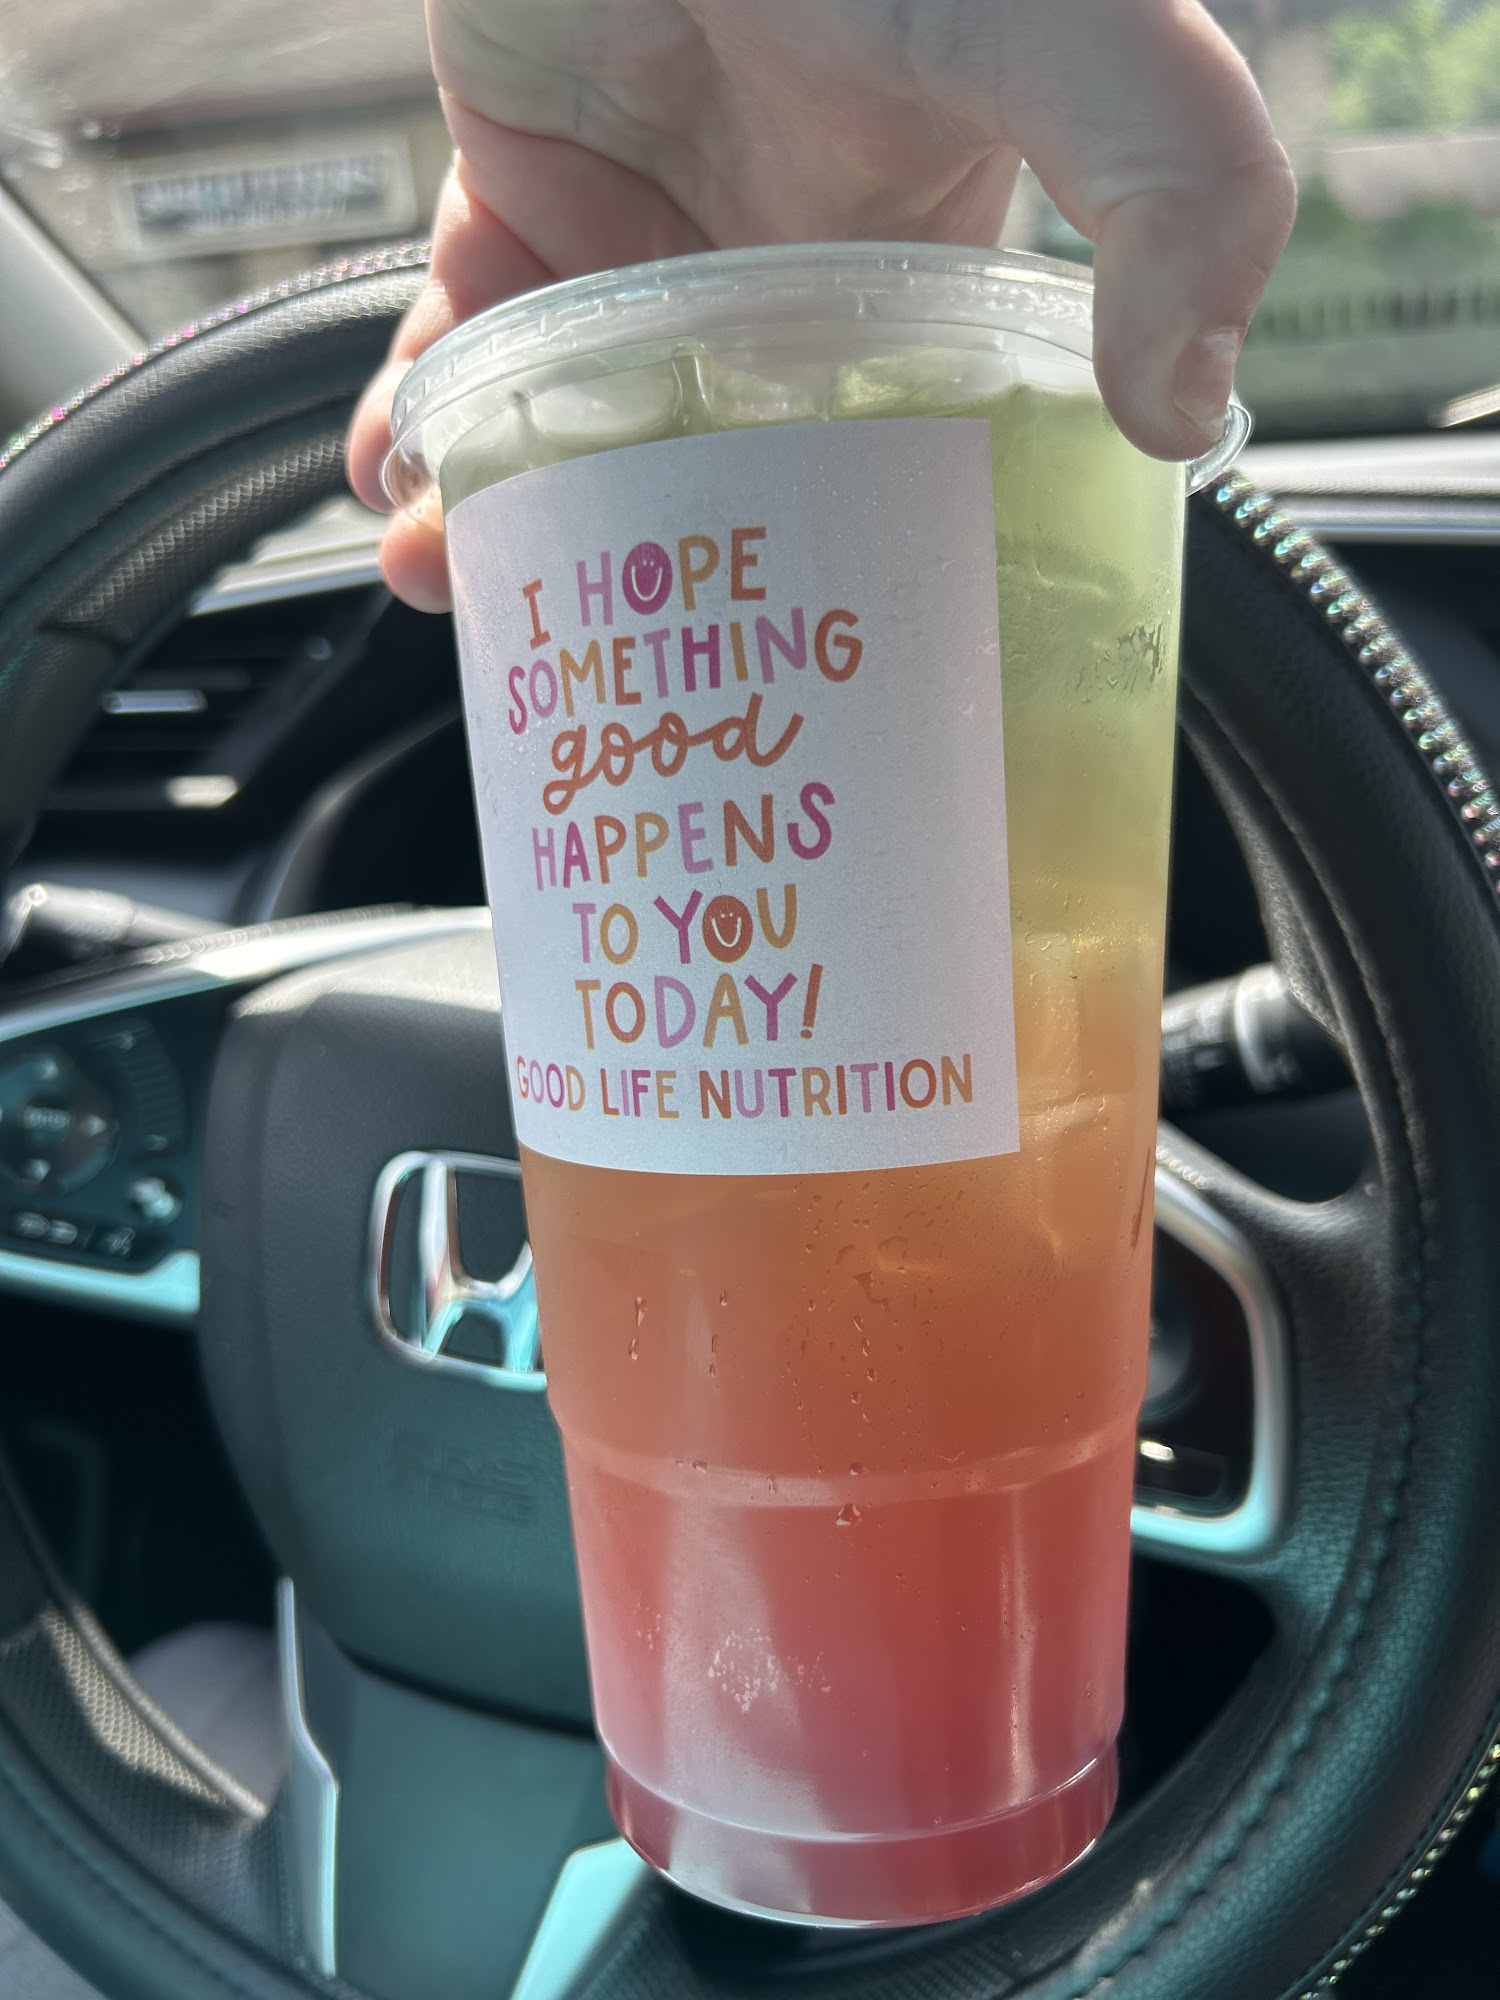 I HOPE
SOMETHING
good
HAPPENS
TO YOU
TODAY!
GOOD LIFE NUTRITION